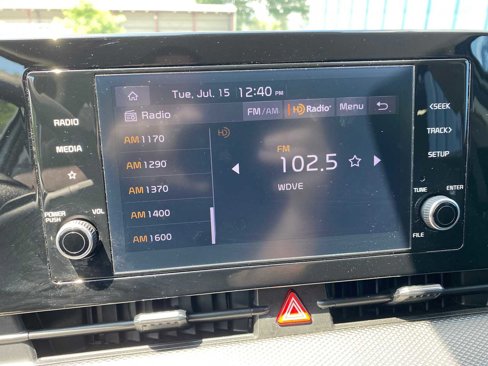 Tue, Jul. 15 12:40 PM
Radio FM/AM HD Radio Menu
AM 1170
AM 1290
AM 1370
AM 1400
AM 1600
HD
FM
102.5
WDVE
RADIO
MEDIA
POWER PUSH VOL
<SEEK
TRACK>
SETUP
TUNE ENTER
FILE